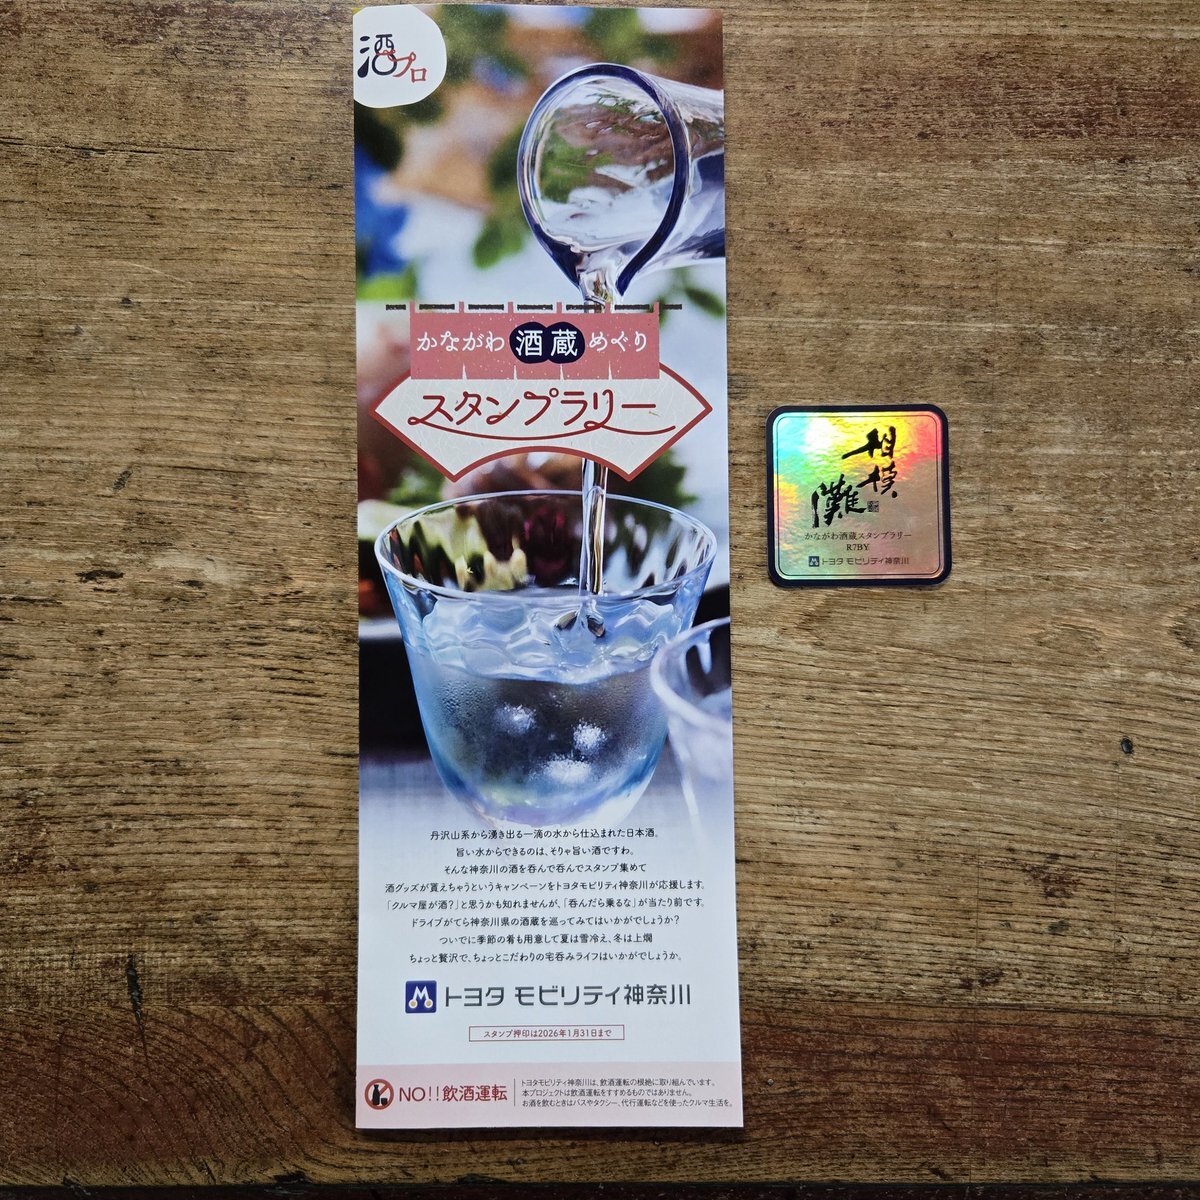 酒プロ
かながわ酒蔵めぐり
スタンプラリー
丹沢山系から湧き出る一滴の水から仕込まれた日本酒。
旨い水からできるのは、そりゃ旨い酒ですわ。
そんな神奈川の酒を呑んで呑んでスタンプ集めて
酒グッズが貰えちゃうというキャンペーンをトヨタモビリティ神奈川が応援します。
「クルマ屋が酒?」と思うかも知れませんが、「呑んだら乗るな」が当たり前です。
ドライブがてら神奈川県の酒蔵を巡ってみてはいかがでしょうか?
ついでに季節の肴も用意して夏は雪冷え、冬は上燗
ちょっと贅沢で、ちょっとこだわりの宅呑みライフはいかがでしょうか。
トヨタ モビリティ神奈川
スタンプ押印は2026年1月31日まで
NO!!飲酒運転
トヨタモビリティ神奈川は、飲酒運転の根絶に取り組んでいます。
本プロジェクトは飲酒運転をすすめるものではありません。
お酒を飲むときはバスやタクシー、代行運転などを使ったクルマ生活を。
相模
灘
かながわ酒蔵スタンプラリー
R7BY
トヨタ モビリティ神奈川